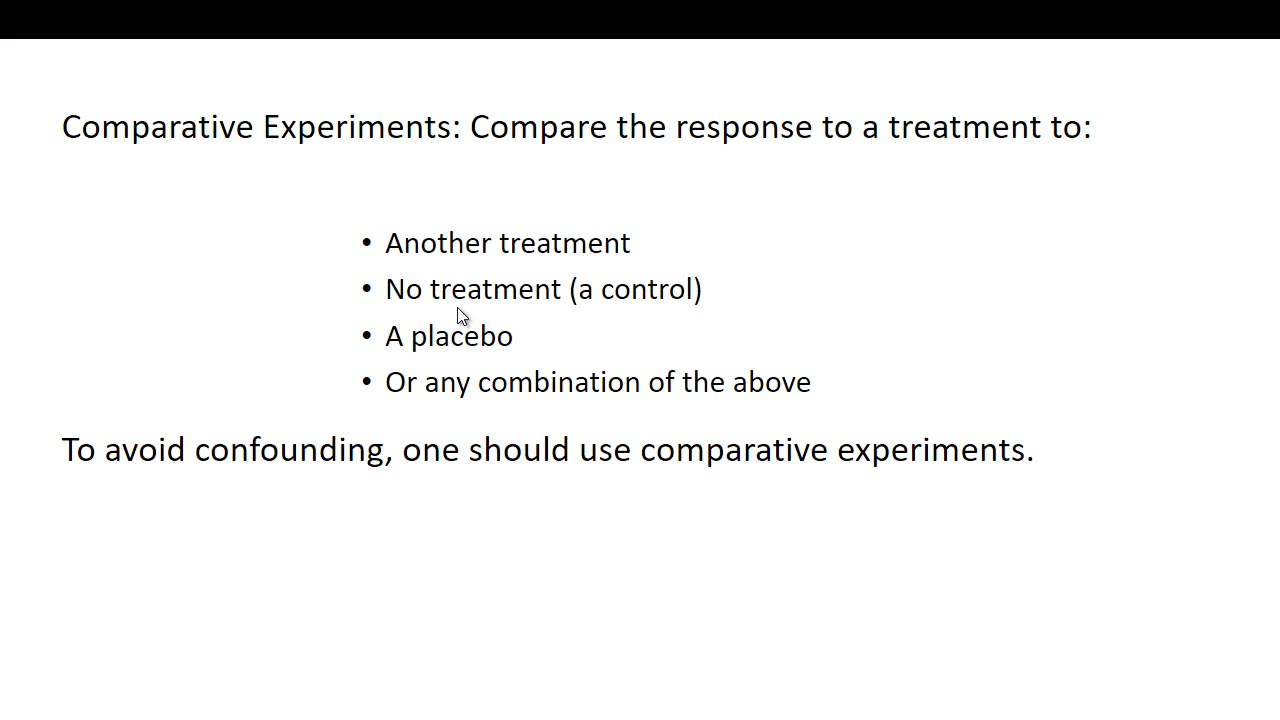 Comparative Experiments: Compare the response to a treatment to:
• Another treatment
• No treatment (a control)
• A placebo
• Or any combination of the above
To avoid confounding, one should use comparative experiments.